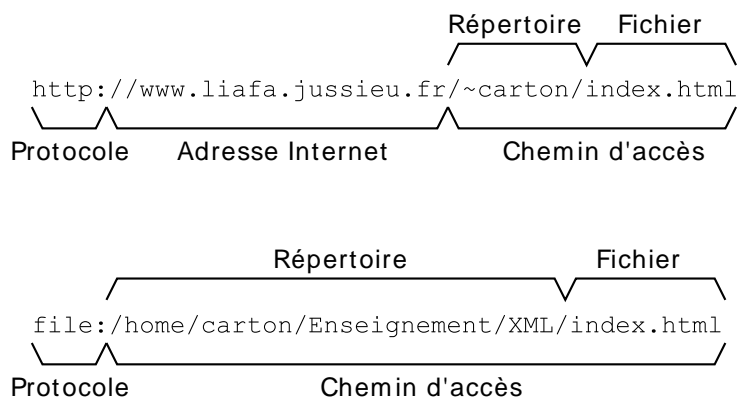 Répertoire Fichier
http://www.liafa.jussieu.fr/~carton/index.html
Protocole Adresse Internet Chemin d'accès
Répertoire Fichier
file:/home/carton/Enseignement/XML/index.html
Protocole Chemin d'accès